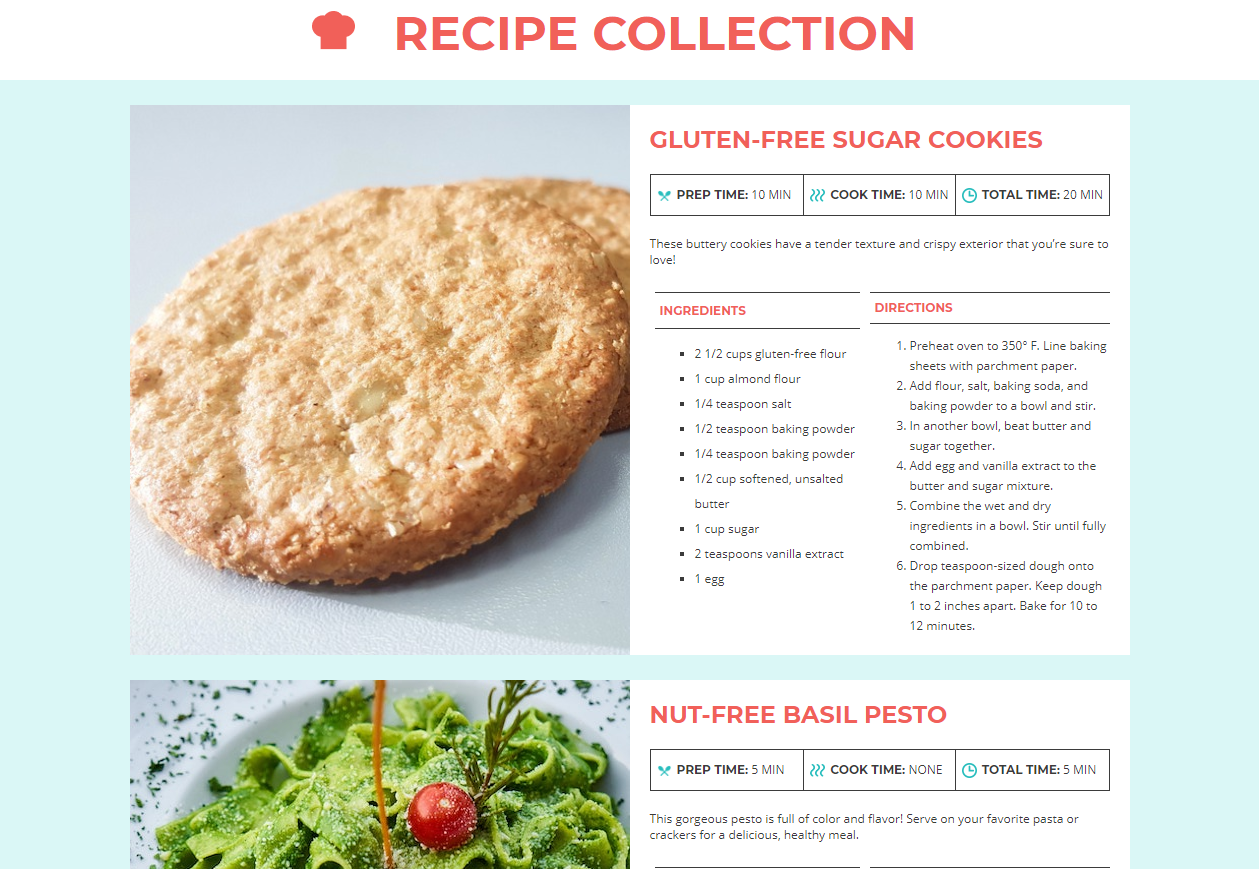 RECIPE COLLECTION
GLUTEN-FREE SUGAR COOKIES
PREP TIME: 10 MIN
COOK TIME: 10 MIN
TOTAL TIME: 20 MIN
These buttery cookies have a tender texture and crispy exterior that you’re sure to
love!
INGREDIENTS
2 1/2 cups gluten-free flour
1 cup almond flour
1/4 teaspoon salt
1/2 teaspoon baking powder
1/4 teaspoon baking powder
1/2 cup softened, unsalted
butter
1 cup sugar
2 teaspoons vanilla extract
1 egg
DIRECTIONS
1. Preheat oven to 350° F. Line baking
sheets with parchment paper.
2. Add flour, salt, baking soda, and
baking powder to a bowl and stir.
3. In another bowl, beat butter and
sugar together.
4. Add egg and vanilla extract to the
butter and sugar mixture.
5. Combine the wet and dry
ingredients in a bowl. Stir until fully
combined.
6. Drop teaspoon-sized dough onto
the parchment paper. Keep dough
1 to 2 inches apart. Bake for 10 to
12 minutes.
NUT-FREE BASIL PESTO
PREP TIME: 5 MIN
COOK TIME: NONE
TOTAL TIME: 5 MIN
This gorgeous pesto is full of color and flavor! Serve on your favorite pasta or
crackers for a delicious, healthy meal.